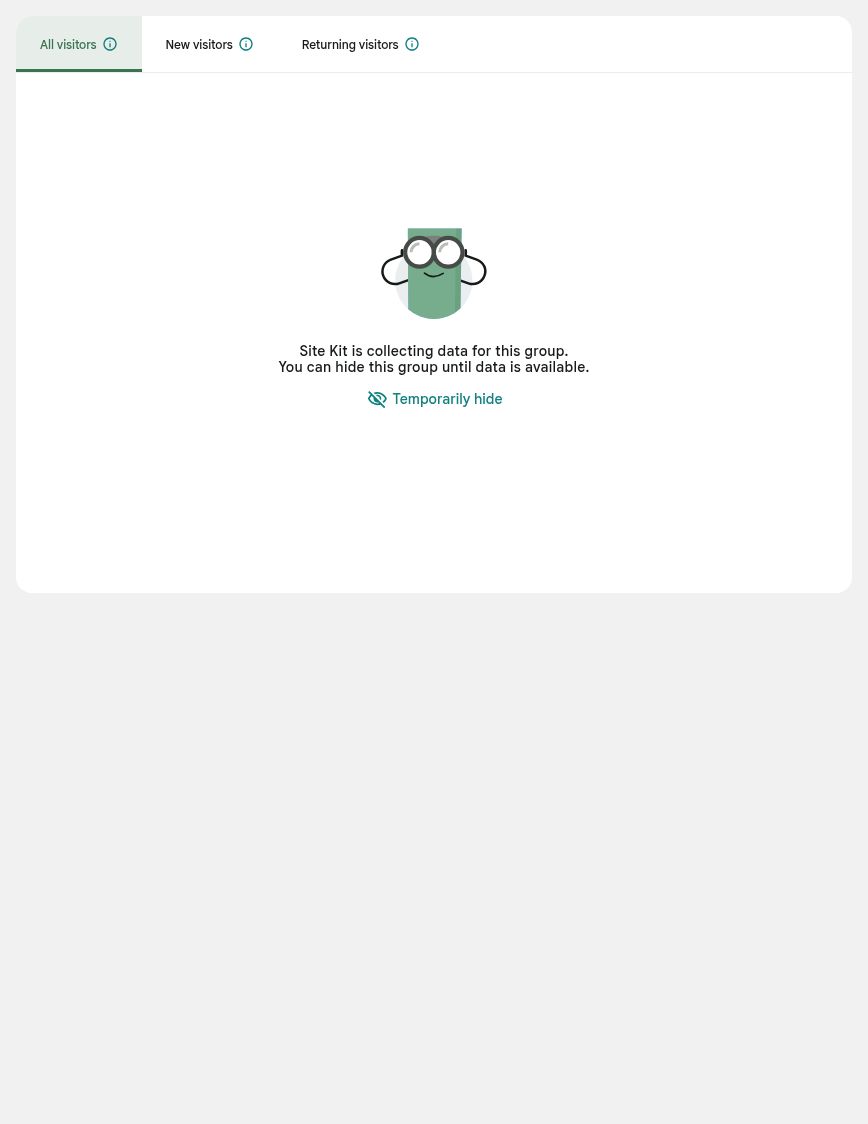 All visitors
New visitors
Returning visitors
Site Kit is collecting data for this group.
You can hide this group until data is available.
Temporarily hide